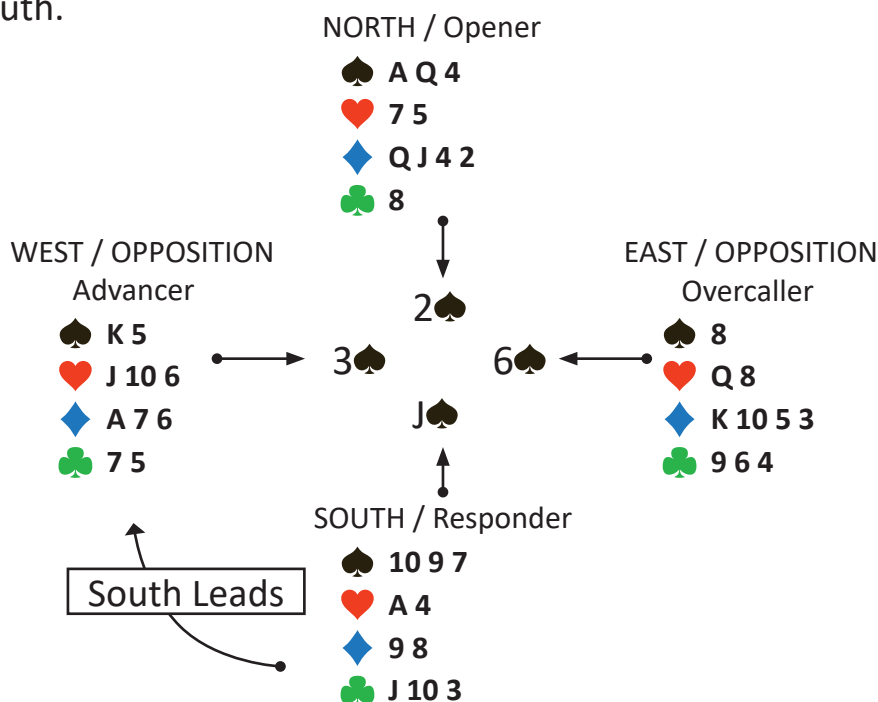 uth.
NORTH / Opener
♠ A Q 4
♥ 7 5
♦ Q J 4 2
♣ 8
WEST / OPPOSITION
Advancer
♠ K 5
♥ J 10 6
♦ A 7 6
♣ 7 5
2♠
3♠
6♠
J♠
EAST / OPPOSITION
Overcaller
♠ 8
♥ Q 8
♦ K 10 5 3
♣ 9 6 4
SOUTH / Responder
♠ 10 9 7
♥ A 4
♦ 9 8
♣ J 10 3
South Leads